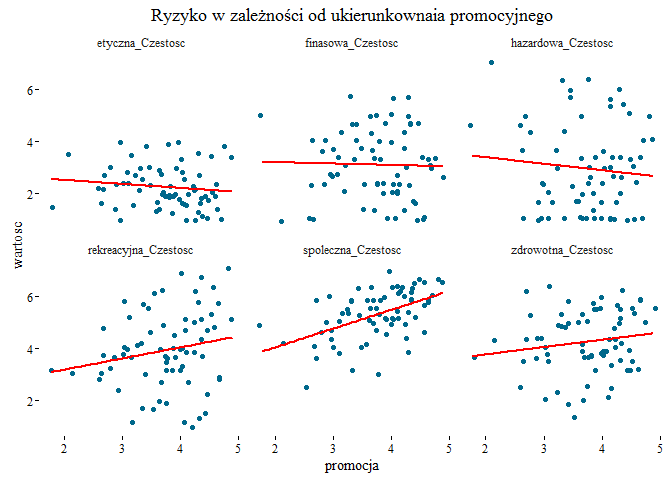 Ryzyko w zależności od ukierunkownaia promocyjnego
etyczna_Czestosc finasowa_Czestosc hazardowa_Czestosc
6
4
2
wartosc
rekreacyjna_Czestosc spoleczna_Czestosc zdrowotna_Czestosc
6
4
2
2 3 4 5 2 3 4 5 2 3 4 5
promocja